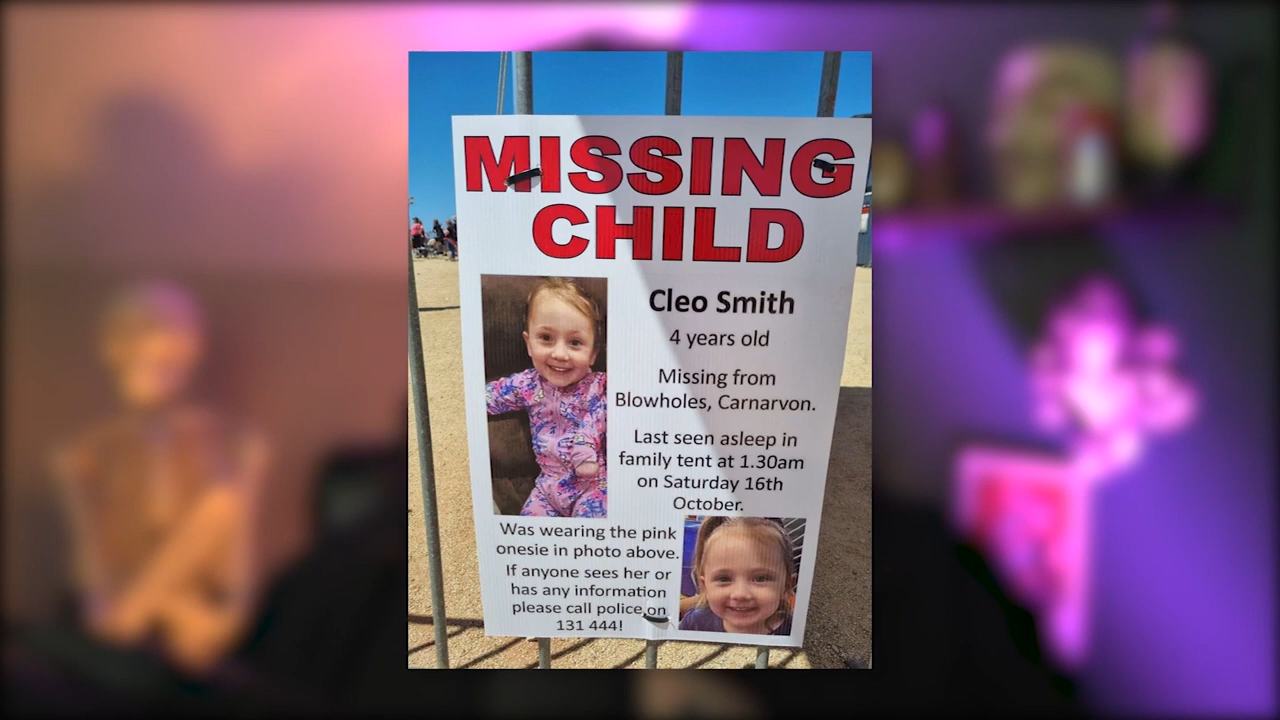 MISSING
CHILD
Cleo Smith
4 years old
Missing from
Blowholes, Carnarvon.
Last seen asleep in
family tent at 1.30am
on Saturday 16th
October.
Was wearing the pink
onesie in photo above.
If anyone sees her or
has any information
please call police on
131 444!